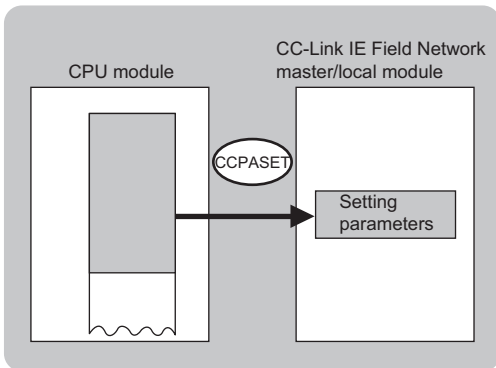 CPU module
CC-Link IE Field Network
master/local module
CCPASET
Setting
parameters